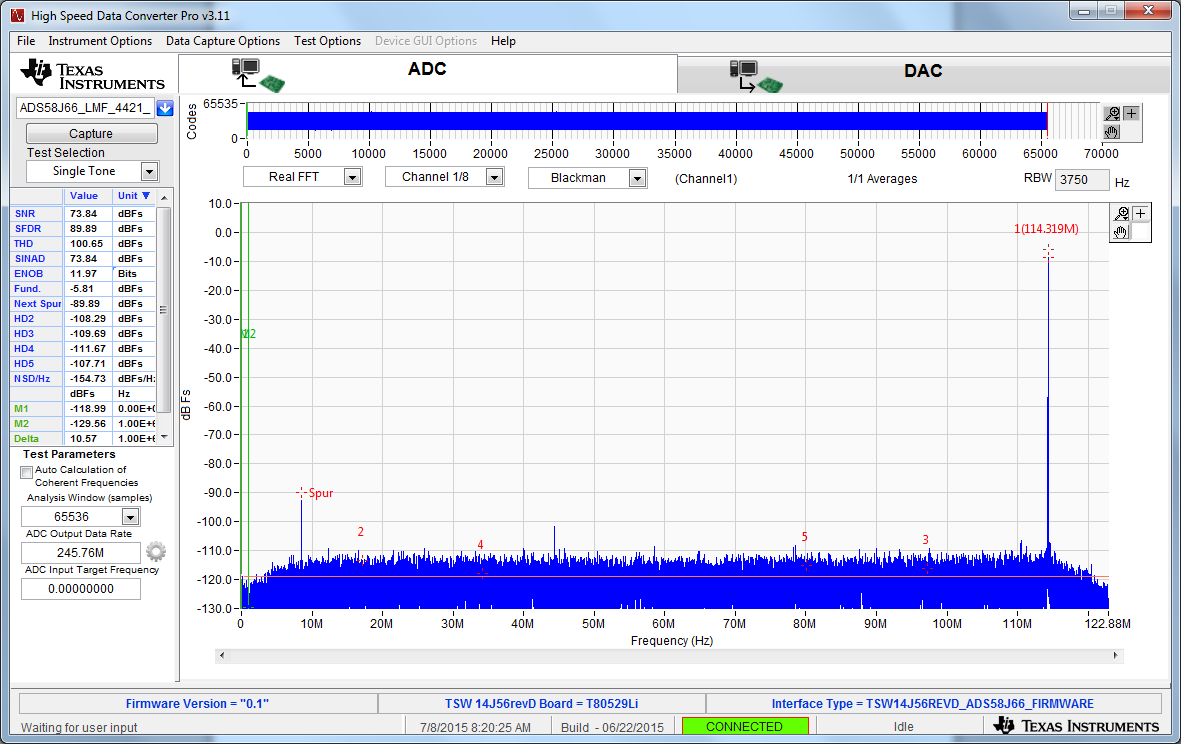 High Speed Data Converter Pro v3.11
File Instrument Options Data Capture Options Test Options Device GUI Options Help
TEXAS INSTRUMENTS
ADC
DAC
ADS58J66_LMF_4421_
Capture
Test Selection
Single Tone
Value Unit
SNR 73.84 dBFs
SFDR 89.89 dBFs
THD 100.65 dBFs
SINAD 73.84 dBFs
ENOB 11.97 Bits
Fund. -5.81 dBFs
Next Spur -89.89 dBFs
HD2 -108.29 dBFs
HD3 -109.69 dBFs
HD4 -111.67 dBFs
HD5 -107.71 dBFs
NSD/Hz -154.73 dBFs/Hz
dBFs Hz
M1 -118.99 0.00E+0
M2 -129.56 1.00E+6
Delta 10.57 1.00E+6
Test Parameters
Auto Calculation of
Coherent Frequencies
Analysis Window (samples)
65536
ADC Output Data Rate
245.76M
ADC Input Target Frequency
0.00000000
Codes
65535
0
0 5000 10000 15000 20000 25000 30000 35000 40000 45000 50000 55000 60000 65000 70000
Real FFT Channel 1/8 Blackman (Channel1) 1/1 Averages RBW 3750 Hz
dBFs
10.0
0.0
-10.0
-20.0
-30.0
-40.0
-50.0
-60.0
-70.0
-80.0
-90.0
-100.0
-110.0
-120.0
-130.0
1(114.319M)
Spur
2
4
5
3
0 10M 20M 30M 40M 50M 60M 70M 80M 90M 100M 110M 122.88M
Frequency (Hz)
Firmware Version = "0.1" TSW 14J56revD Board = T80529Li Interface Type = TSW14J56REVD_ADS58J66_FIRMWARE
Waiting for user input 7/8/2015 8:20:25 AM Build - 06/22/2015 CONNECTED Idle TEXAS INSTRUMENTS